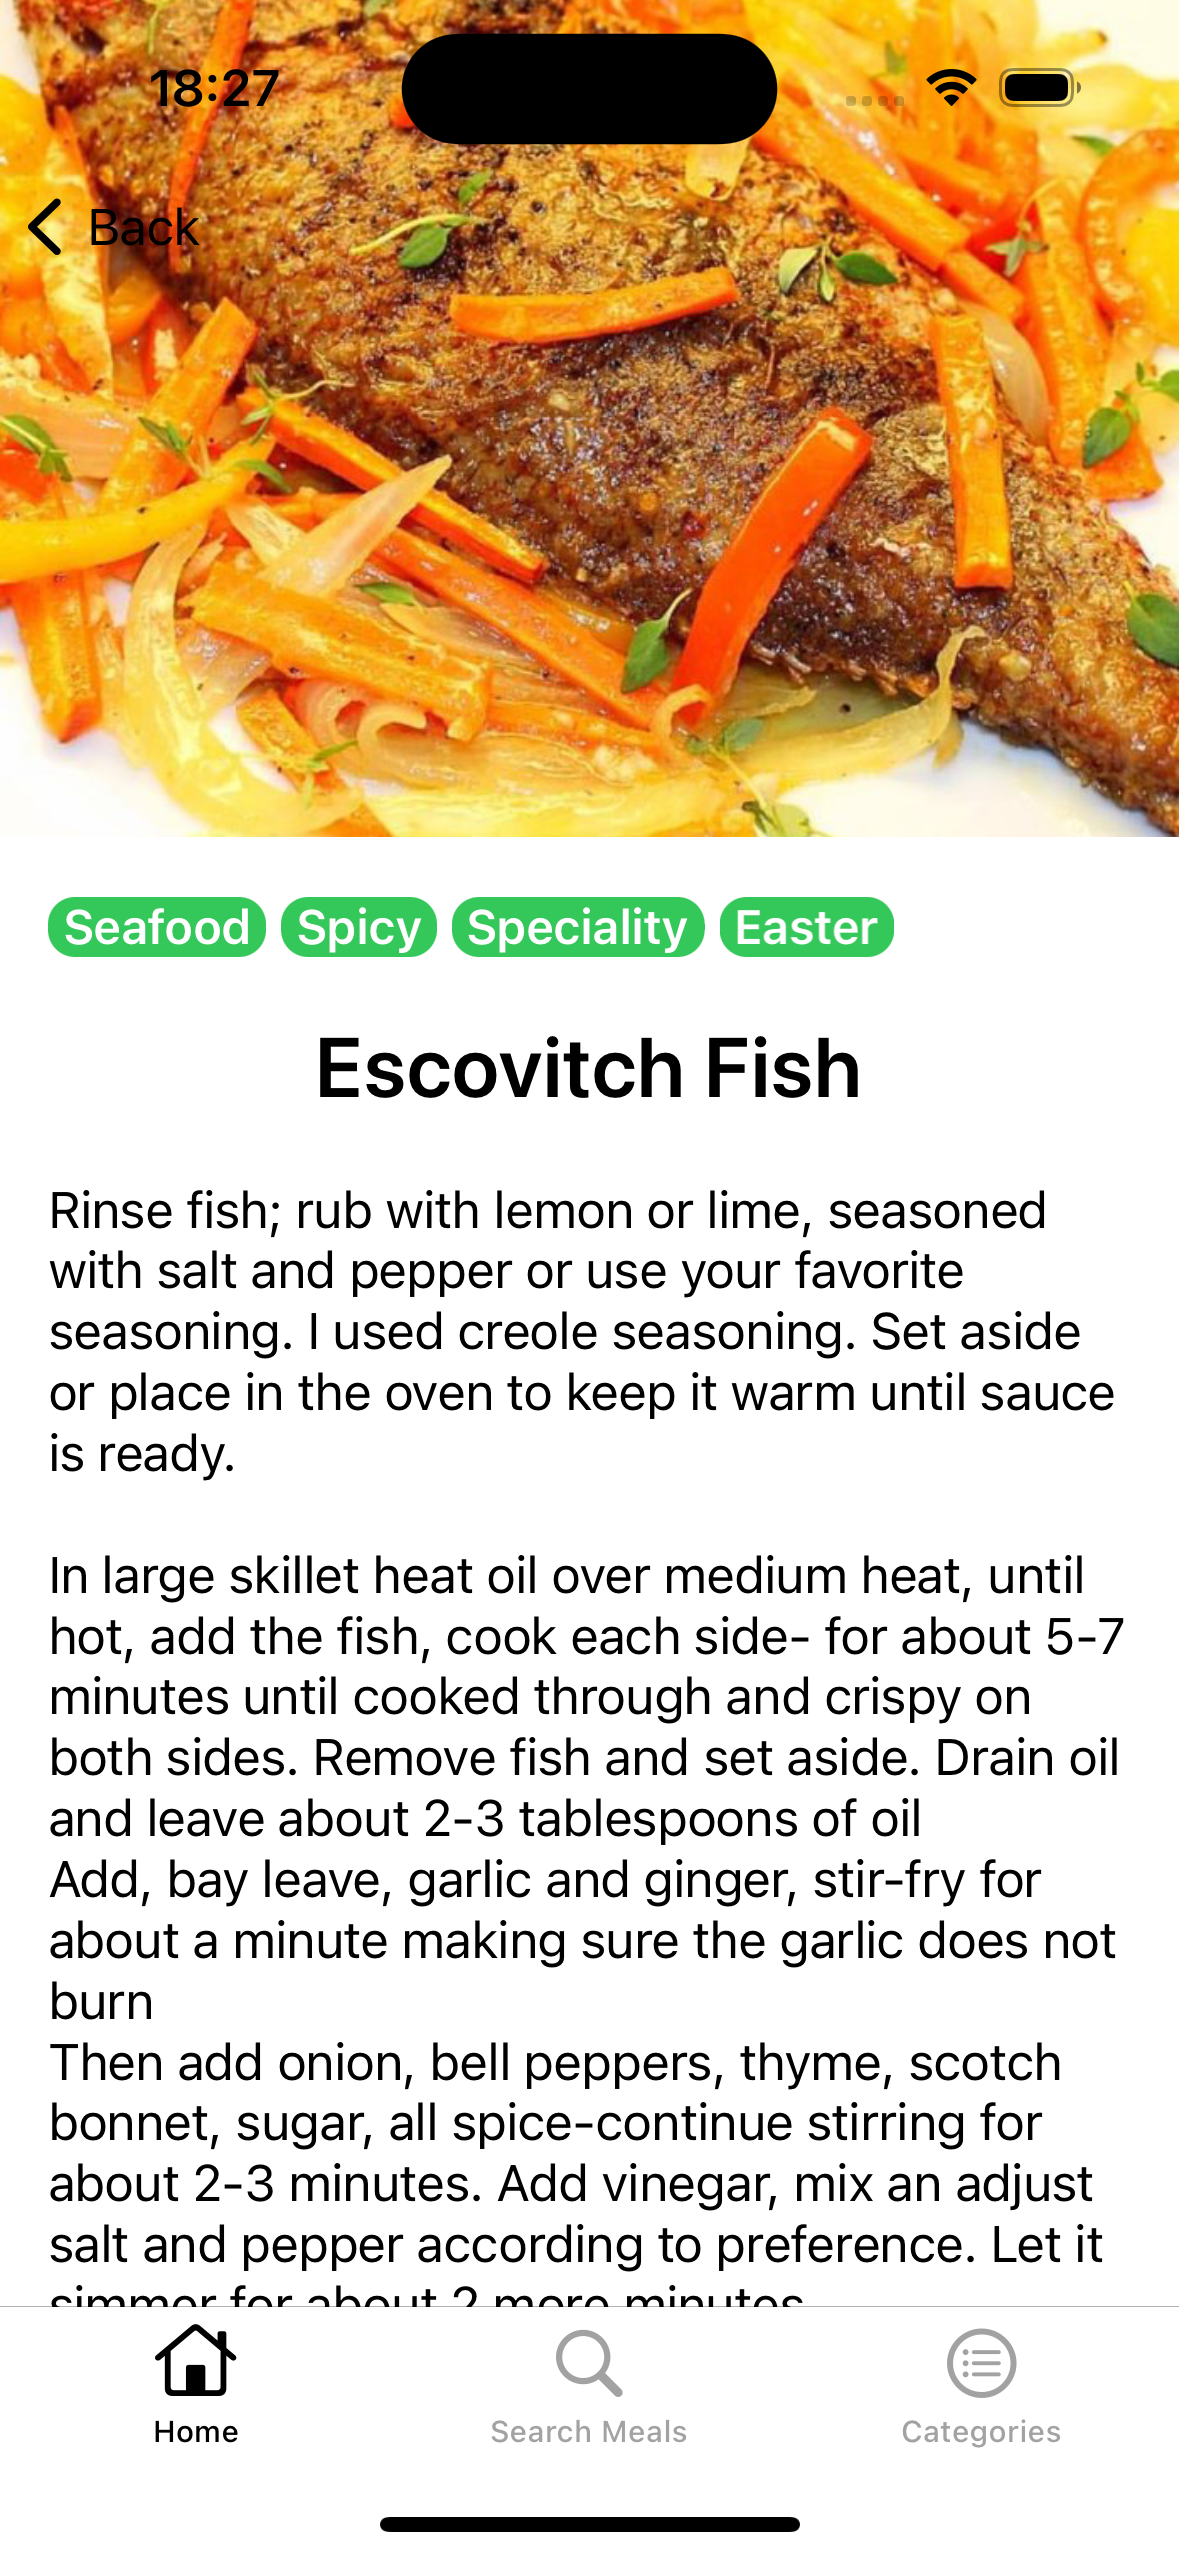 18:27
Back
Seafood Spicy Speciality Easter
Escovitch Fish
Rinse fish; rub with lemon or lime, seasoned
with salt and pepper or use your favorite
seasoning. I used creole seasoning. Set aside
or place in the oven to keep it warm until sauce
is ready.
In large skillet heat oil over medium heat, until
hot, add the fish, cook each side- for about 5-7
minutes until cooked through and crispy on
both sides. Remove fish and set aside. Drain oil
and leave about 2-3 tablespoons of oil
Add, bay leave, garlic and ginger, stir-fry for
about a minute making sure the garlic does not
burn
Then add onion, bell peppers, thyme, scotch
bonnet, sugar, all spice-continue stirring for
about 2-3 minutes. Add vinegar, mix an adjust
salt and pepper according to preference. Let it
simmer for about 2 more minutes
Home
Search Meals
Categories